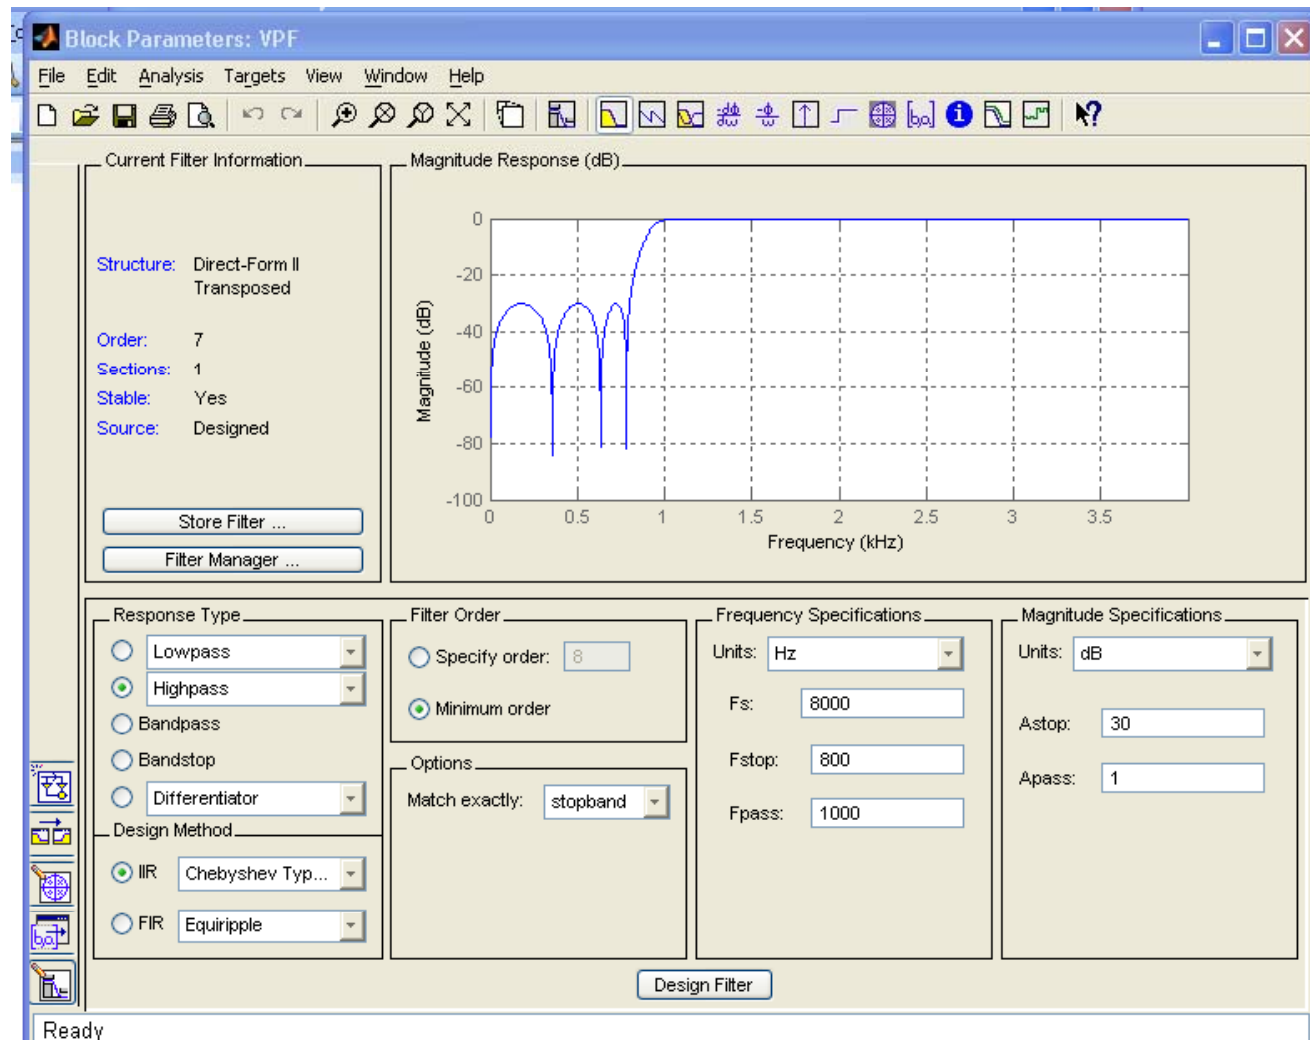 Block Parameters: VPF
File Edit Analysis Targets View Window Help
Current Filter Information
Structure: Direct-Form II
Transposed
Order: 7
Sections: 1
Stable: Yes
Source: Designed
Store Filter ...
Filter Manager ...
Magnitude Response (dB)
0
-20
-40
-60
-80
-100
Magnitude (dB)
0 0.5 1 1.5 2 2.5 3 3.5
Frequency (kHz)
Response Type
Lowpass
Highpass
Bandpass
Bandstop
Differentiator
Design Method
IIR Chebyshev Typ...
FIR Equiripple
Filter Order
Specify order: 8
Minimum order
Options
Match exactly: stopband
Frequency Specifications
Units: Hz
Fs: 8000
Fstop: 800
Fpass: 1000
Magnitude Specifications
Units: dB
Astop: 30
Apass: 1
Design Filter
Ready